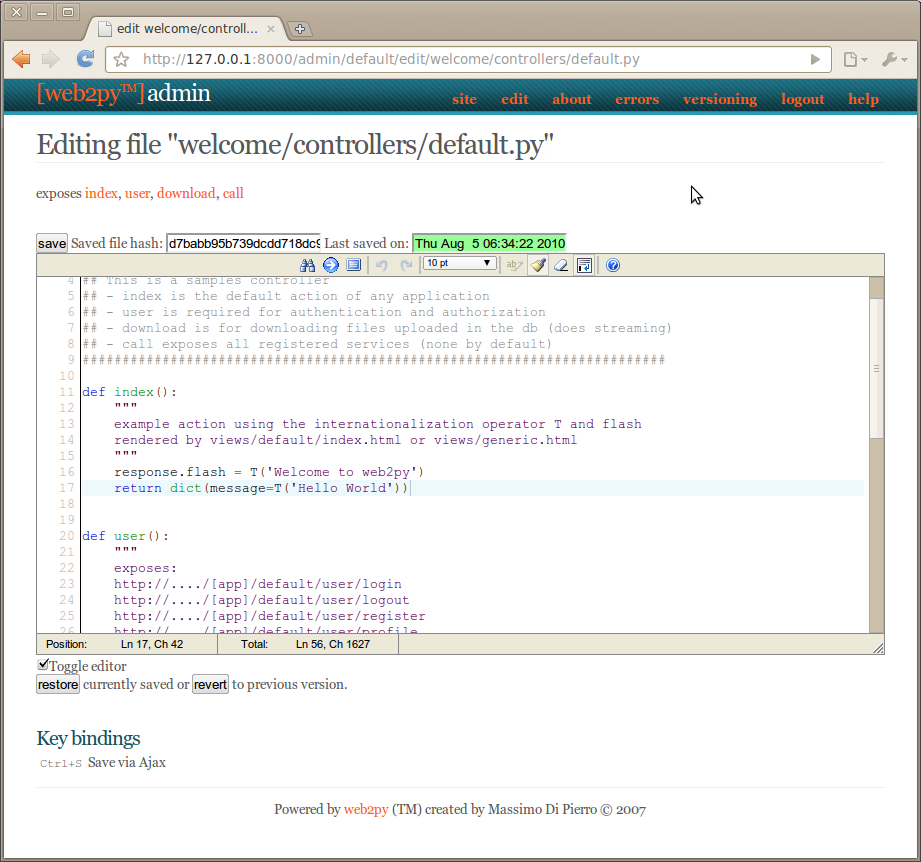 edit welcome/controll...
http://127.0.0.1:8000/admin/default/edit/welcome/controllers/default.py
[web2py™]admin site edit about errors versioning logout help
Editing file "welcome/controllers/default.py"
exposes index, user, download, call
save Saved file hash: d7babb95b739dcdd718dc9 Last saved on: Thu Aug 5 06:34:22 2010
10 pt
4 ## This is a samples controller
5 ## - index is the default action of any application
6 ## - user is required for authentication and authorization
7 ## - download is for downloading files uploaded in the db (does streaming)
8 ## - call exposes all registered services (none by default)
9 #########################################################################
10
11 def index():
12     """
13     example action using the internationalization operator T and flash
14     rendered by views/default/index.html or views/generic.html
15     """
16     response.flash = T('Welcome to web2py')
17     return dict(message=T('Hello World'))
18
19
20 def user():
21     """
22     exposes:
23     http://..../[app]/default/user/login
24     http://..../[app]/default/user/logout
25     http://..../[app]/default/user/register
26     http://..../[app]/default/user/profile
Position: Ln 17, Ch 42 Total: Ln 56, Ch 1627
Toggle editor
restore currently saved or revert to previous version.
Key bindings
Ctrl+S Save via Ajax
Powered by web2py (TM) created by Massimo Di Pierro © 2007